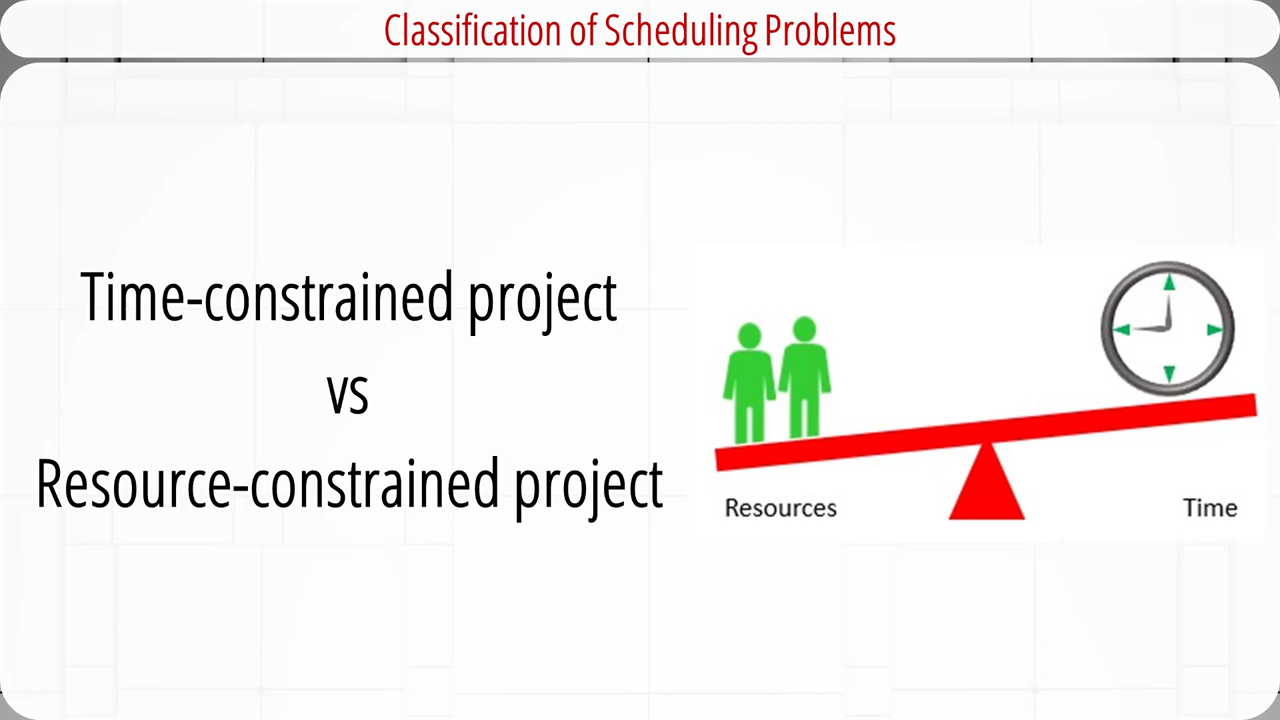 Classification of Scheduling Problems
Time-constrained project
vs
Resource-constrained project
Resources
Time